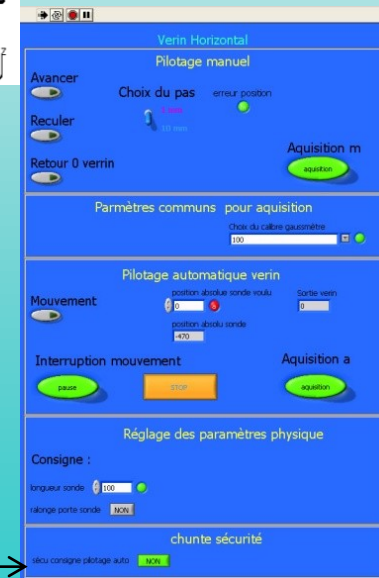 z
Verin Horizontal
Pilotage manuel
Avancer
Choix du pas
erreur position
1 mm
10 mm
Reculer
Aquisition m
Retour 0 verrin
aquisition
Parmètres communs pour aquisition
Choix du calibre gaussmètre
100
Pilotage automatique verin
Mouvement
position absolue sonde voulu
Sortie verin
0
0
position absolu sonde
-470
Interruption mouvement
Aquisition a
pause
STOP
aquisition
Réglage des paramètres physique
Consigne :
longueur sonde
100
ralonge porte sonde
NON
chunte sécurité
sécu consigne pilotage auto
NON